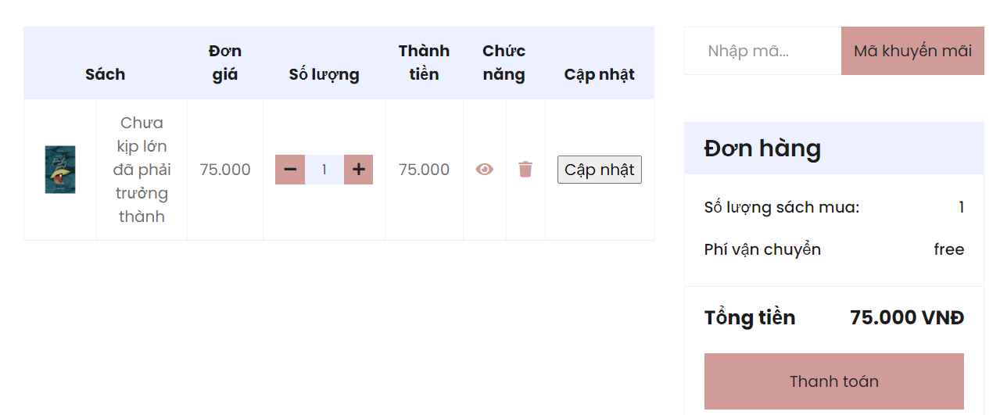 Sách
Đơn
giá
Số lượng
Thành
tiền
Chức
năng
Cập nhật
Chưa
kịp lớn
đã phải
trưởng
thành
75.000
1
75.000
Cập nhật
Nhập mã...
Mã khuyến mãi
Đơn hàng
Số lượng sách mua: 1
Phí vận chuyển free
Tổng tiền 75.000 VNĐ
Thanh toán